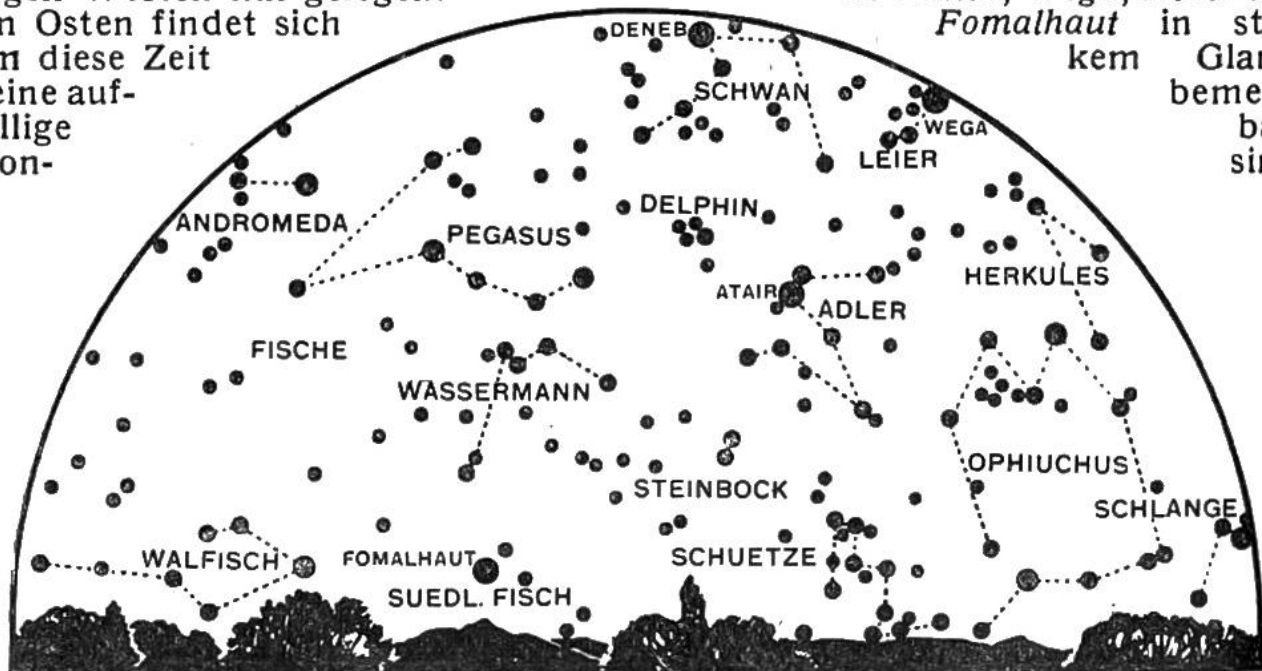 n Osten findet sich
m diese Zeit
eine auf-
llige
on-
Fomalhaut in st
kem Glan
beme
ba
sin
DENEB
SCHWAN
WEGA
LEIER
ANDROMEDA
DELPHIN
PEGASUS
HERKULES
ATAIR
ADLER
FISCHE
WASSERMANN
OPHIUCHUS
STEINBOCK
SCHLANGE
WALFISCH
FOMALHAUT
SCHUETZE
SUEDL. FISCH